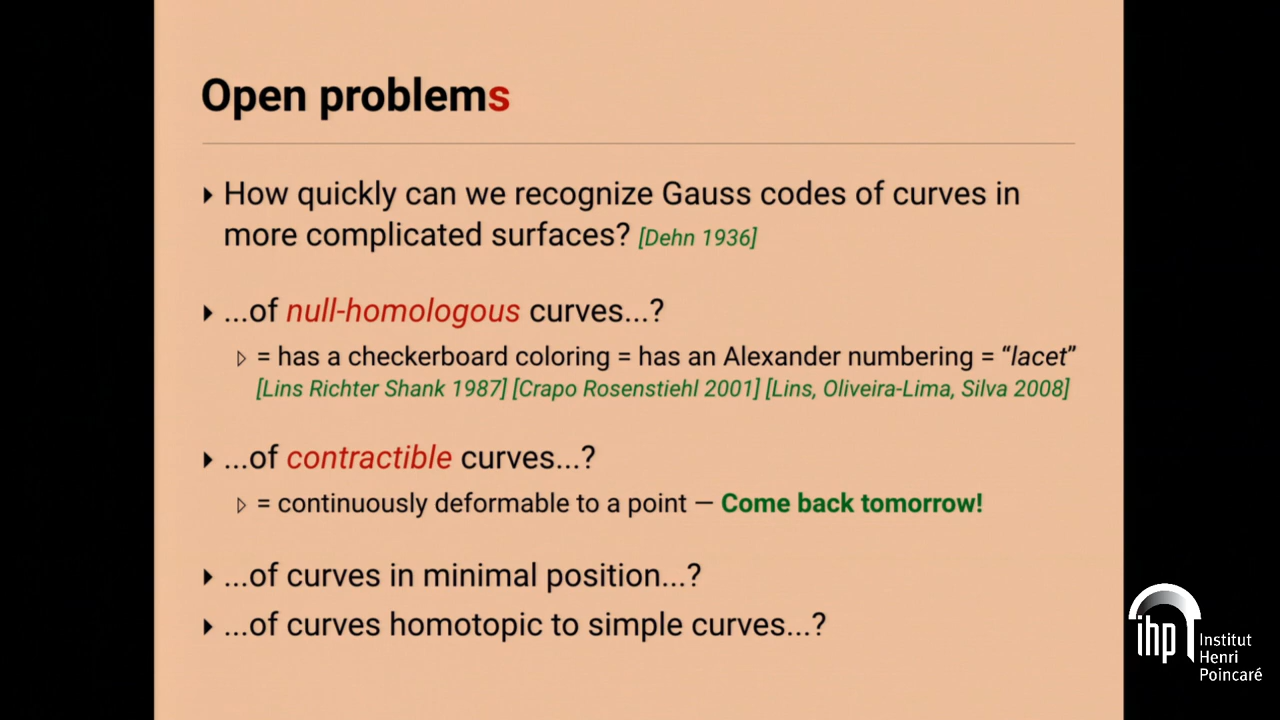 Open problems
‣ How quickly can we recognize Gauss codes of curves in
more complicated surfaces? [Dehn 1936]
‣ ...of null-homologous curves...?
▹ = has a checkerboard coloring = has an Alexander numbering = “lacet”
[Lins Richter Shank 1987] [Crapo Rosenstiehl 2001] [Lins, Oliveira-Lima, Silva 2008]
‣ ...of contractible curves...?
▹ = continuously deformable to a point — Come back tomorrow!
‣ ...of curves in minimal position...?
‣ ...of curves homotopic to simple curves...?
ihp
Institut
Henri
Poincaré